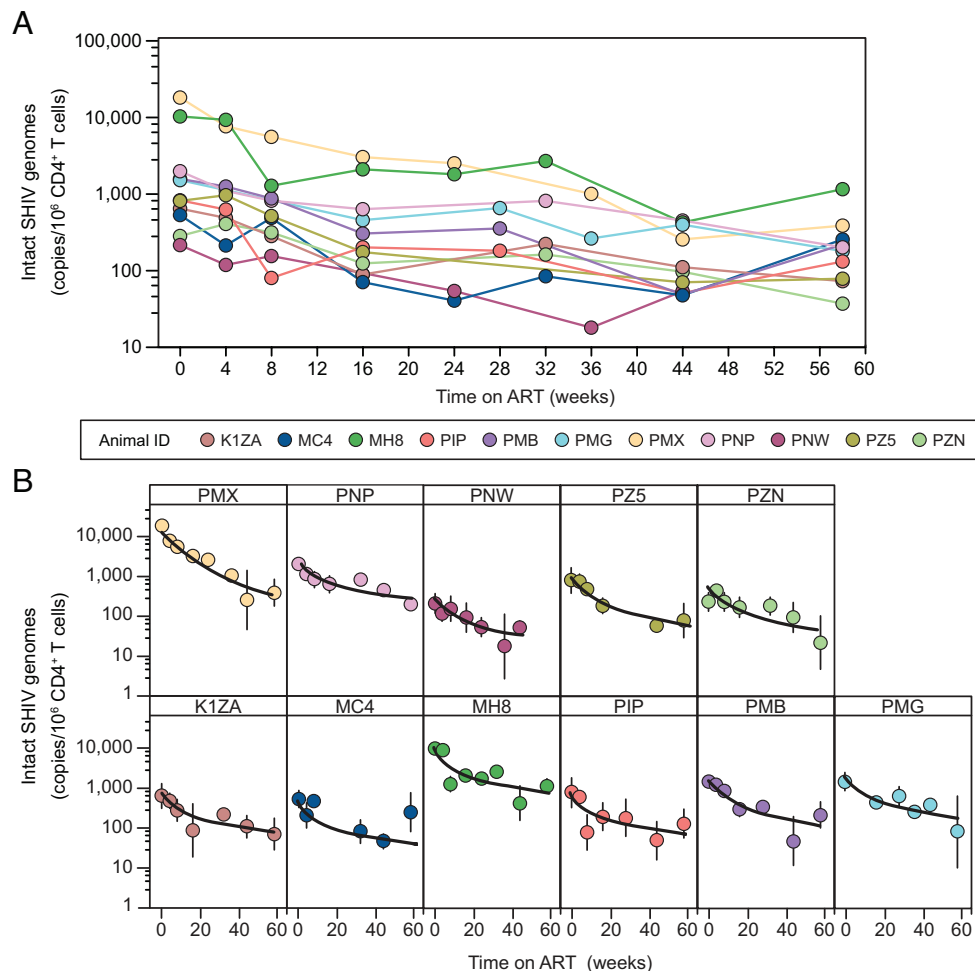 A
100,000
10,000
1,000
100
10
Intact SHIV genomes
(copies/10⁶ CD4⁺ T cells)
0 4 8 12 16 20 24 28 32 36 40 44 48 52 56 60
Time on ART (weeks)
Animal ID K1ZA MC4 MH8 PIP PMB PMG PMX PNP PNW PZ5 PZN
B
PMX PNP PNW PZ5 PZN
10,000
1,000
100
10
1
K1ZA MC4 MH8 PIP PMB PMG
10,000
1,000
100
10
1
Intact SHIV genomes
(copies/10⁶ CD4⁺ T cells)
0 20 40 60 0 20 40 60 0 20 40 60 0 20 40 60 0 20 40 60 0 20 40 60
Time on ART (weeks)